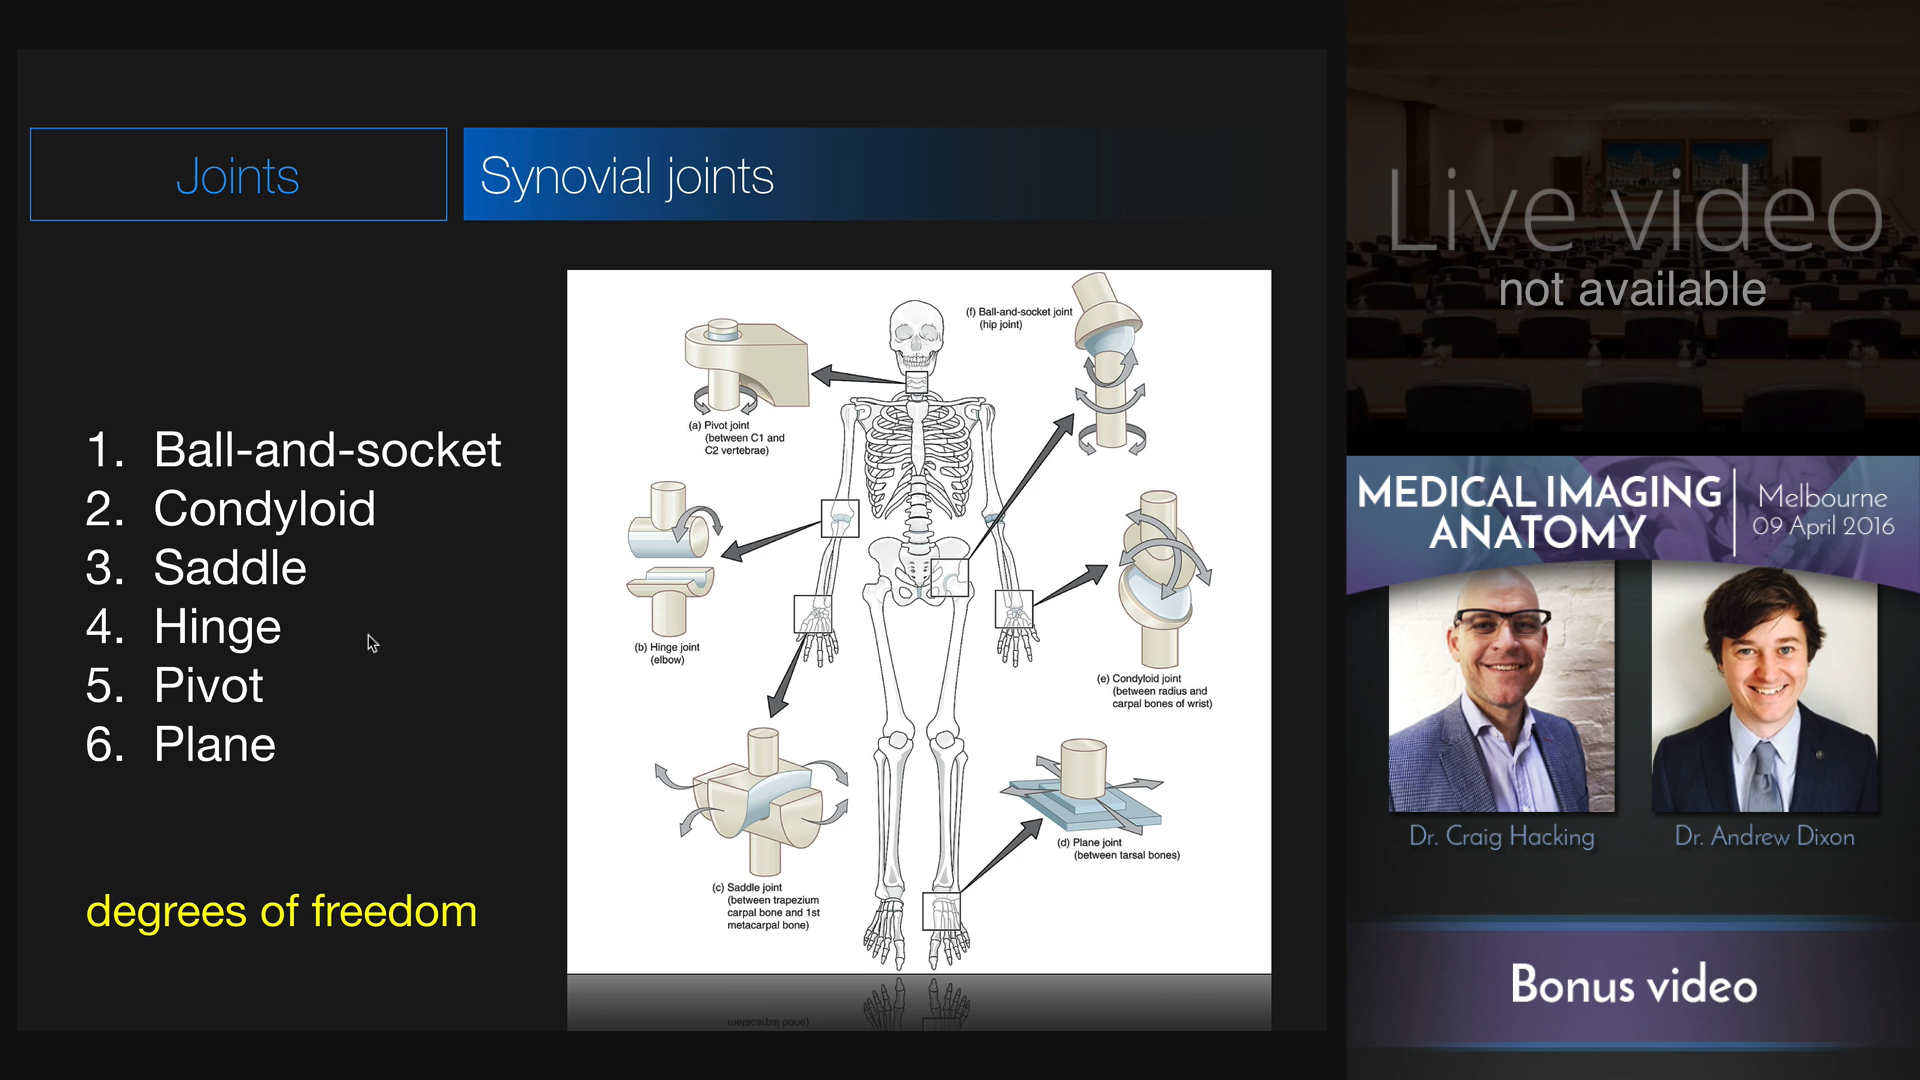 Joints
Synovial joints
1. Ball-and-socket
2. Condyloid
3. Saddle
4. Hinge
5. Pivot
6. Plane
degrees of freedom
(a) Pivot joint
(between C1 and
C2 vertebrae)
(f) Ball-and-socket joint
(hip joint)
(b) Hinge joint
(elbow)
(e) Condyloid joint
(between radius and
carpal bones of wrist)
(c) Saddle joint
(between trapezium
carpal bone and 1st
metacarpal bone)
(d) Plane joint
(between tarsal bones)
metacarpal bone)
Live video
not available
MEDICAL IMAGING
ANATOMY
Melbourne
09 April 2016
Dr. Craig Hacking
Dr. Andrew Dixon
Bonus video